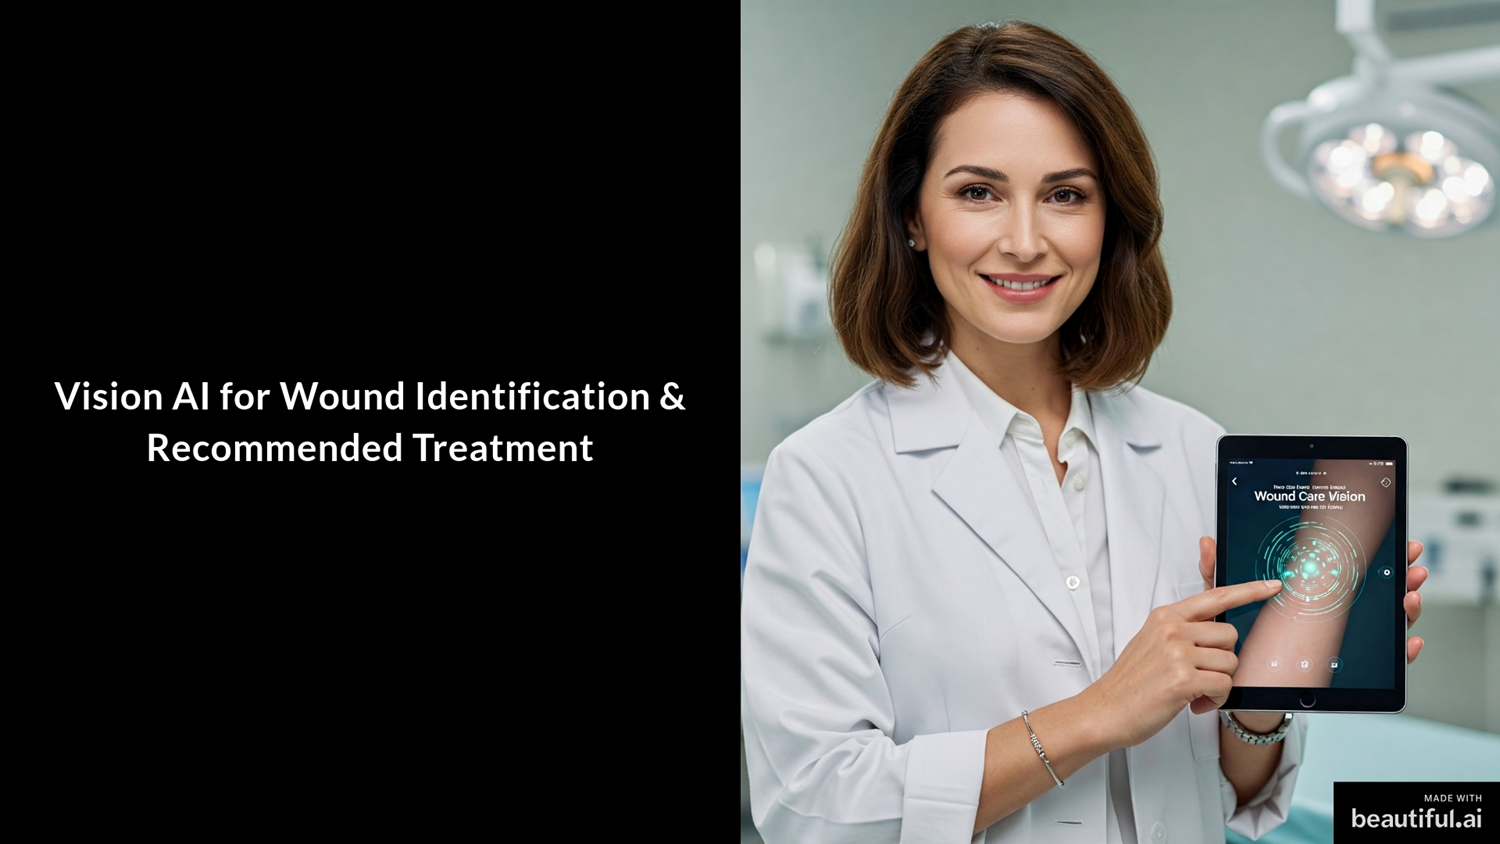 Vision AI for Wound Identification &
Recommended Treatment
Wound Care Vision
MADE WITH
beautiful.ai